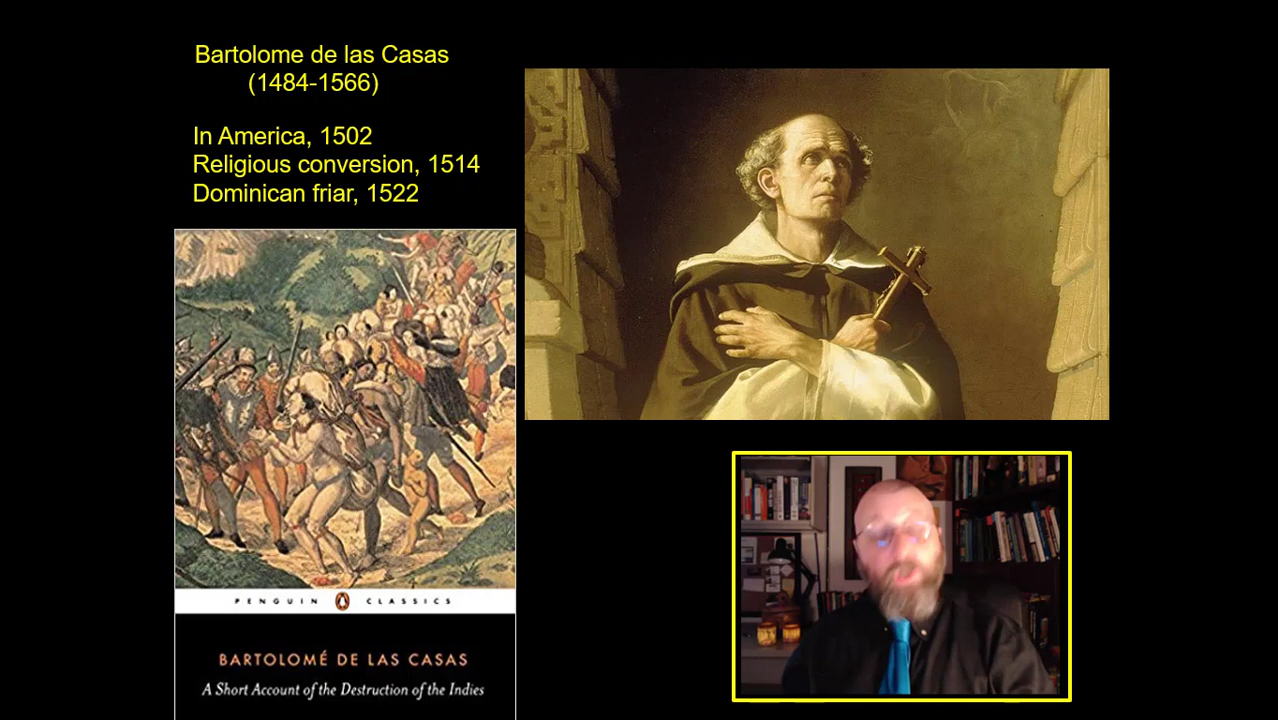 Bartolome de las Casas
(1484-1566)
In America, 1502
Religious conversion, 1514
Dominican friar, 1522
PENGUIN CLASSICS
BARTOLOMÉ DE LAS CASAS
A Short Account of the Destruction of the Indies